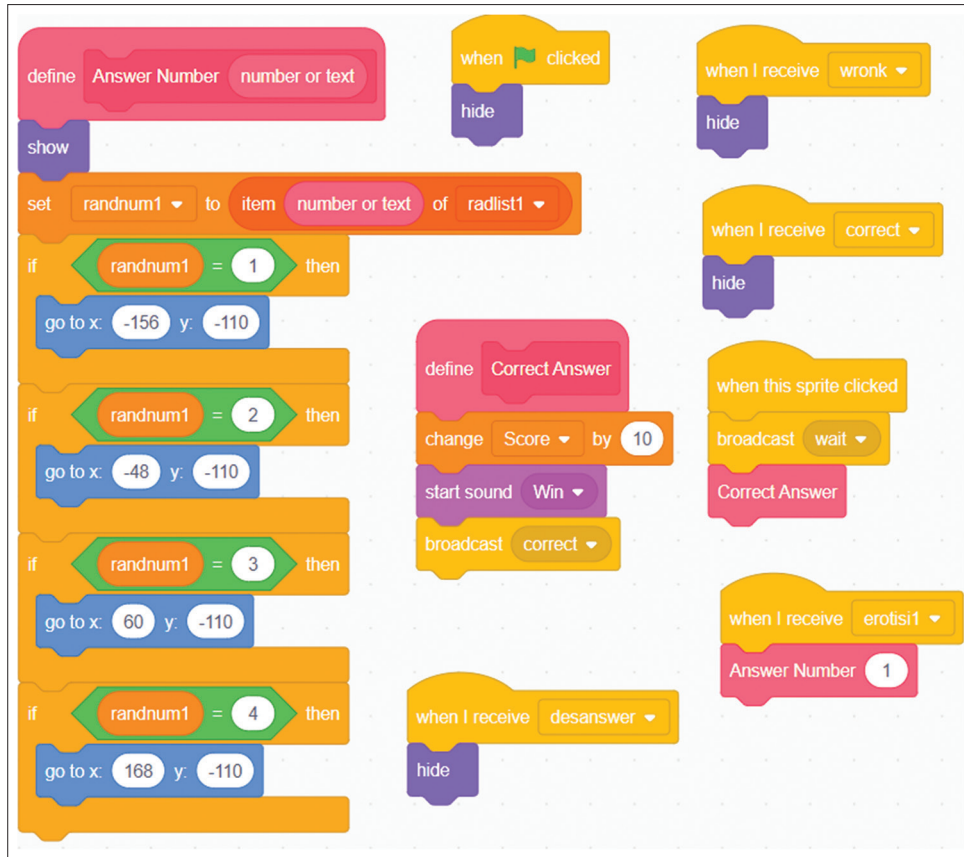 define Answer Number number or text
show
set randnum1 to item number or text of radlist1
if randnum1 = 1 then
go to x: -156 y: -110
if randnum1 = 2 then
go to x: -48 y: -110
if randnum1 = 3 then
go to x: 60 y: -110
if randnum1 = 4 then
go to x: 168 y: -110
when clicked
hide
define Correct Answer
change Score by 10
start sound Win
broadcast correct
when I receive desanswer
hide
when I receive wronk
hide
when I receive correct
hide
when this sprite clicked
broadcast wait
Correct Answer
when I receive erotisi1
Answer Number 1